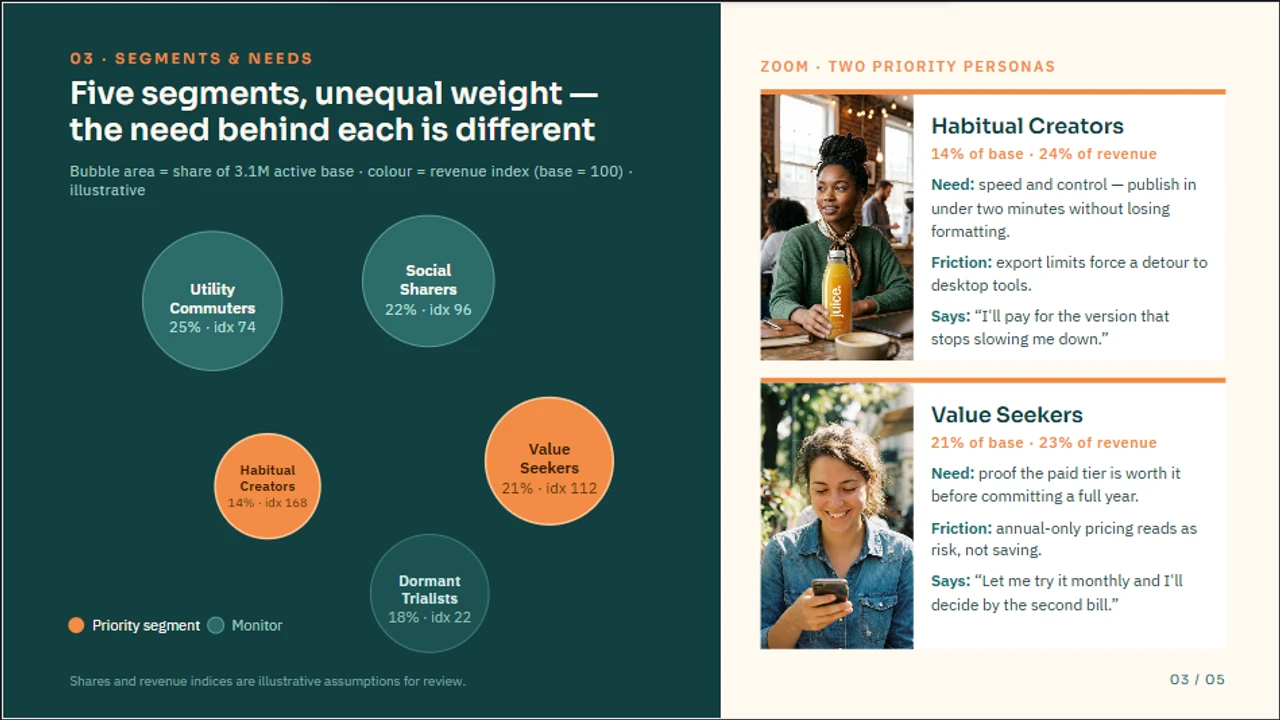 03 · SEGMENTS & NEEDS
Five segments, unequal weight —
the need behind each is different
Bubble area = share of 3.1M active base · colour = revenue index (base = 100) ·
illustrative
Utility
Commuters
25% · idx 74
Social
Sharers
22% · idx 96
Habitual
Creators
14% · idx 168
Value
Seekers
21% · idx 112
Dormant
Trialists
18% · idx 22
Priority segment
Monitor
Shares and revenue indices are illustrative assumptions for review.
ZOOM · TWO PRIORITY PERSONAS
juice.
Habitual Creators
14% of base · 24% of revenue
Need: speed and control — publish in
under two minutes without losing
formatting.
Friction: export limits force a detour to
desktop tools.
Says: “I'll pay for the version that
stops slowing me down.”
Value Seekers
21% of base · 23% of revenue
Need: proof the paid tier is worth it
before committing a full year.
Friction: annual-only pricing reads as
risk, not saving.
Says: “Let me try it monthly and I'll
decide by the second bill.”
03 / 05